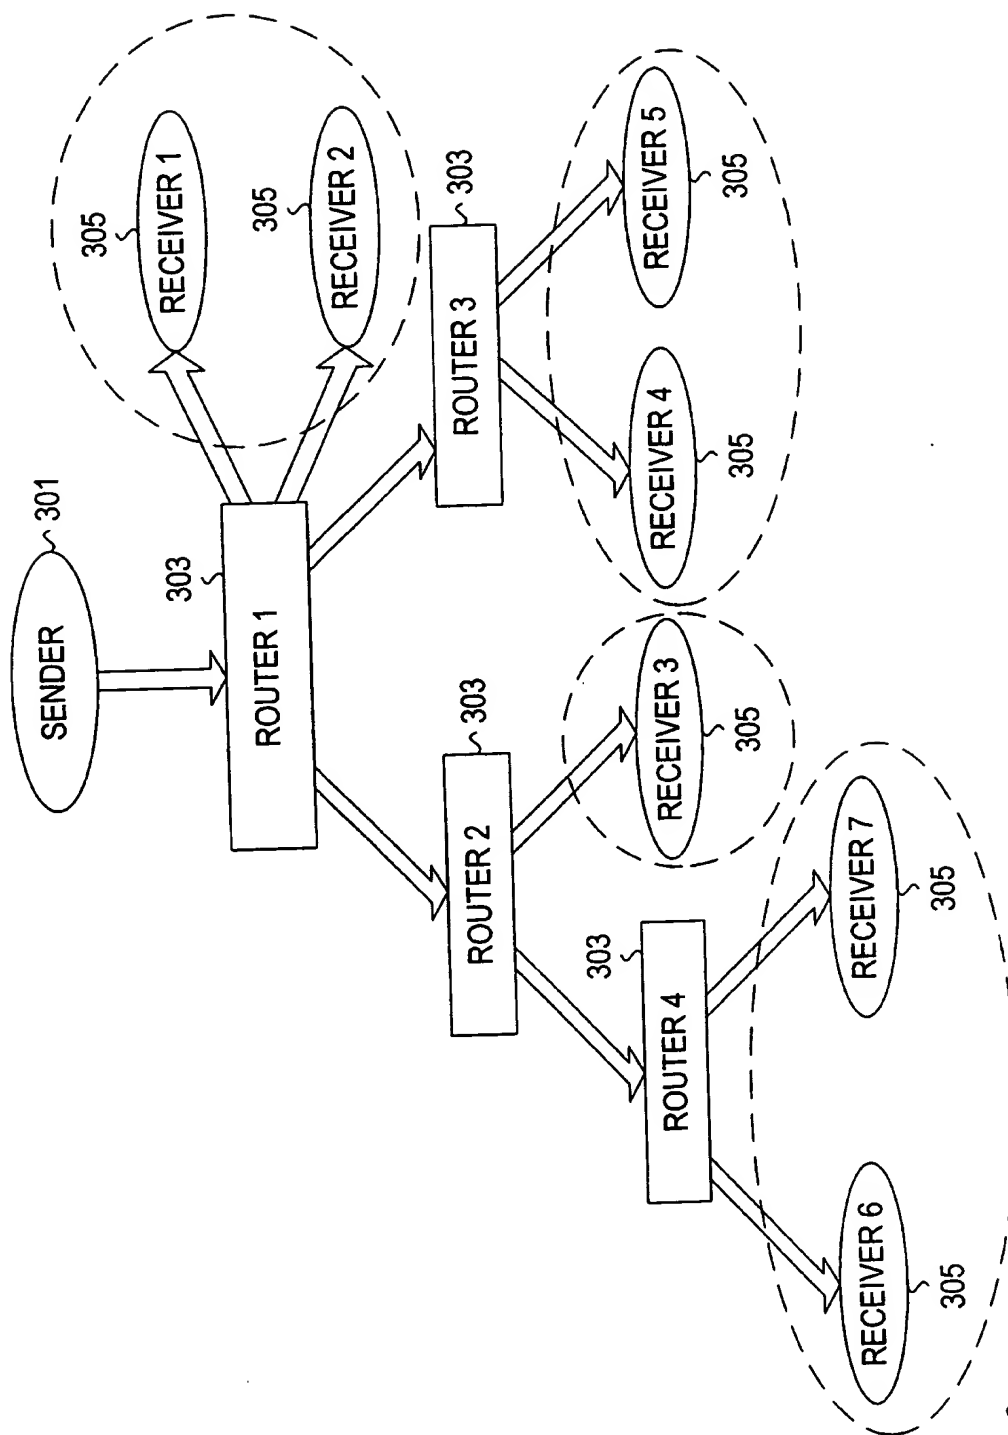 SENDER
301
303
ROUTER 1
305
RECEIVER 1
305
RECEIVER 2
303
ROUTER 2
303
ROUTER 3
303
ROUTER 4
RECEIVER 3
305
RECEIVER 4
305
RECEIVER 5
305
RECEIVER 6
305
RECEIVER 7
305